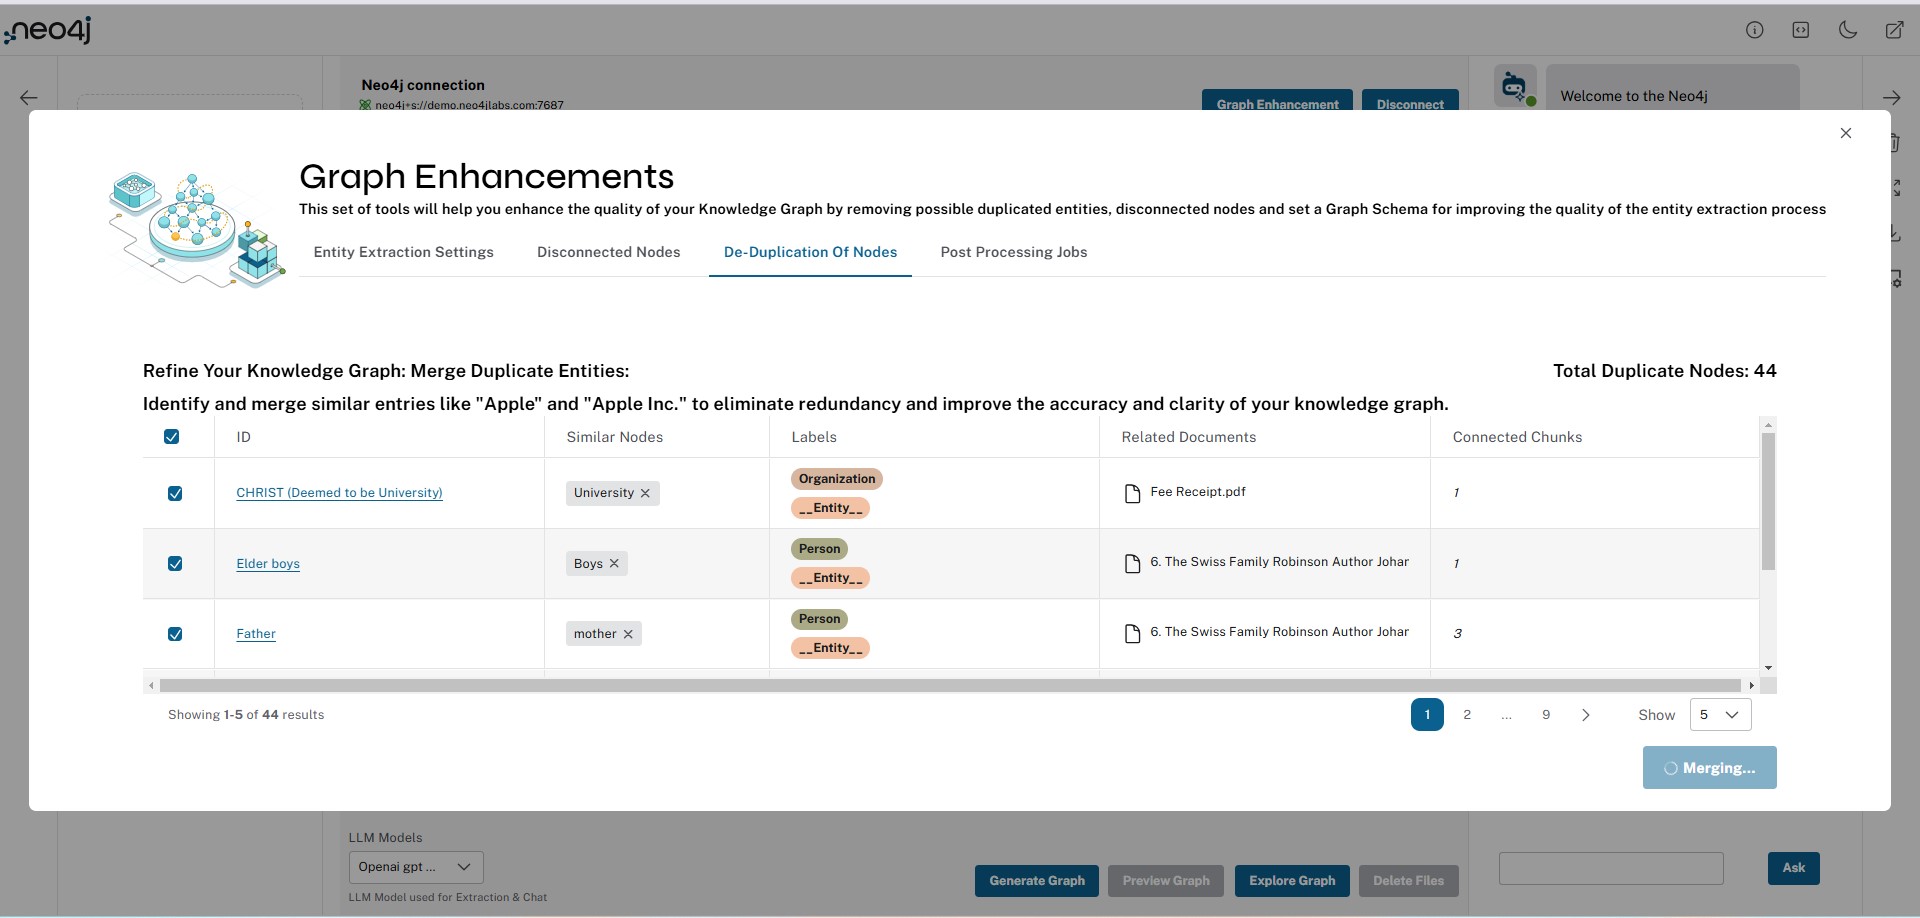 neo4j
Neo4j connection
neo4j+s://demo.neo4jlabs.com:7687
Graph Enhancement
Disconnect
Welcome to the Neo4j
Graph Enhancements
This set of tools will help you enhance the quality of your Knowledge Graph by removing possible duplicated entities, disconnected nodes and set a Graph Schema for improving the quality of the entity extraction process
Entity Extraction Settings
Disconnected Nodes
De-Duplication Of Nodes
Post Processing Jobs
Refine Your Knowledge Graph: Merge Duplicate Entities:
Total Duplicate Nodes: 44
Identify and merge similar entries like "Apple" and "Apple Inc." to eliminate redundancy and improve the accuracy and clarity of your knowledge graph.
ID
Similar Nodes
Labels
Related Documents
Connected Chunks
CHRIST (Deemed to be University)
University
Organization
__Entity__
Fee Receipt.pdf
1
Elder boys
Boys
Person
__Entity__
6. The Swiss Family Robinson Author Johar
1
Father
mother
Person
__Entity__
6. The Swiss Family Robinson Author Johar
3
Showing 1-5 of 44 results
1
2
...
9
Show
5
Merging...
LLM Models
Openai gpt ...
LLM Model used for Extraction & Chat
Generate Graph
Preview Graph
Explore Graph
Delete Files
Ask